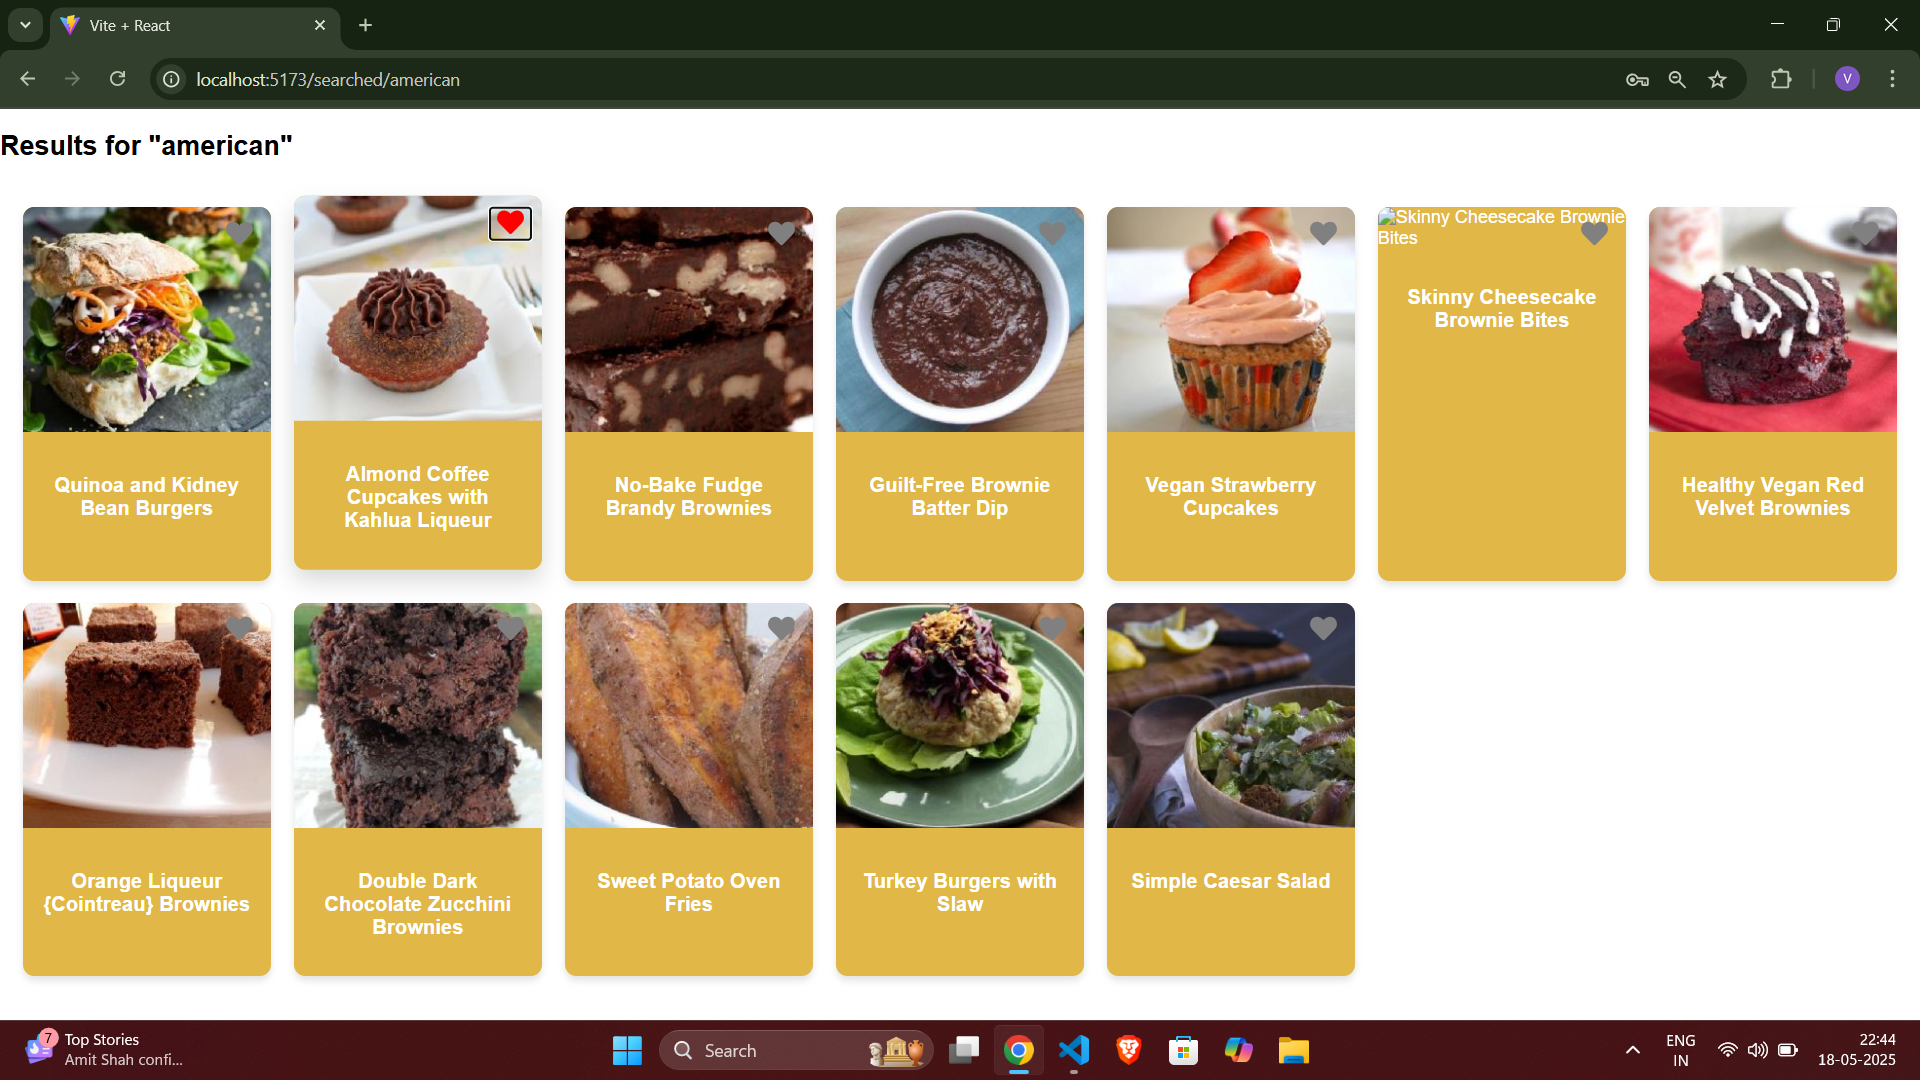 Vite + React
localhost:5173/searched/american
V
Results for "american"
Quinoa and Kidney
Bean Burgers
Almond Coffee
Cupcakes with
Kahlua Liqueur
No-Bake Fudge
Brandy Brownies
Guilt-Free Brownie
Batter Dip
Vegan Strawberry
Cupcakes
Skinny Cheesecake Brownie
Bites
Skinny Cheesecake
Brownie Bites
Healthy Vegan Red
Velvet Brownies
Orange Liqueur
{Cointreau} Brownies
Double Dark
Chocolate Zucchini
Brownies
Sweet Potato Oven
Fries
Turkey Burgers with
Slaw
Simple Caesar Salad
7
Top Stories
Amit Shah confi...
Search
ENG
IN
22:44
18-05-2025